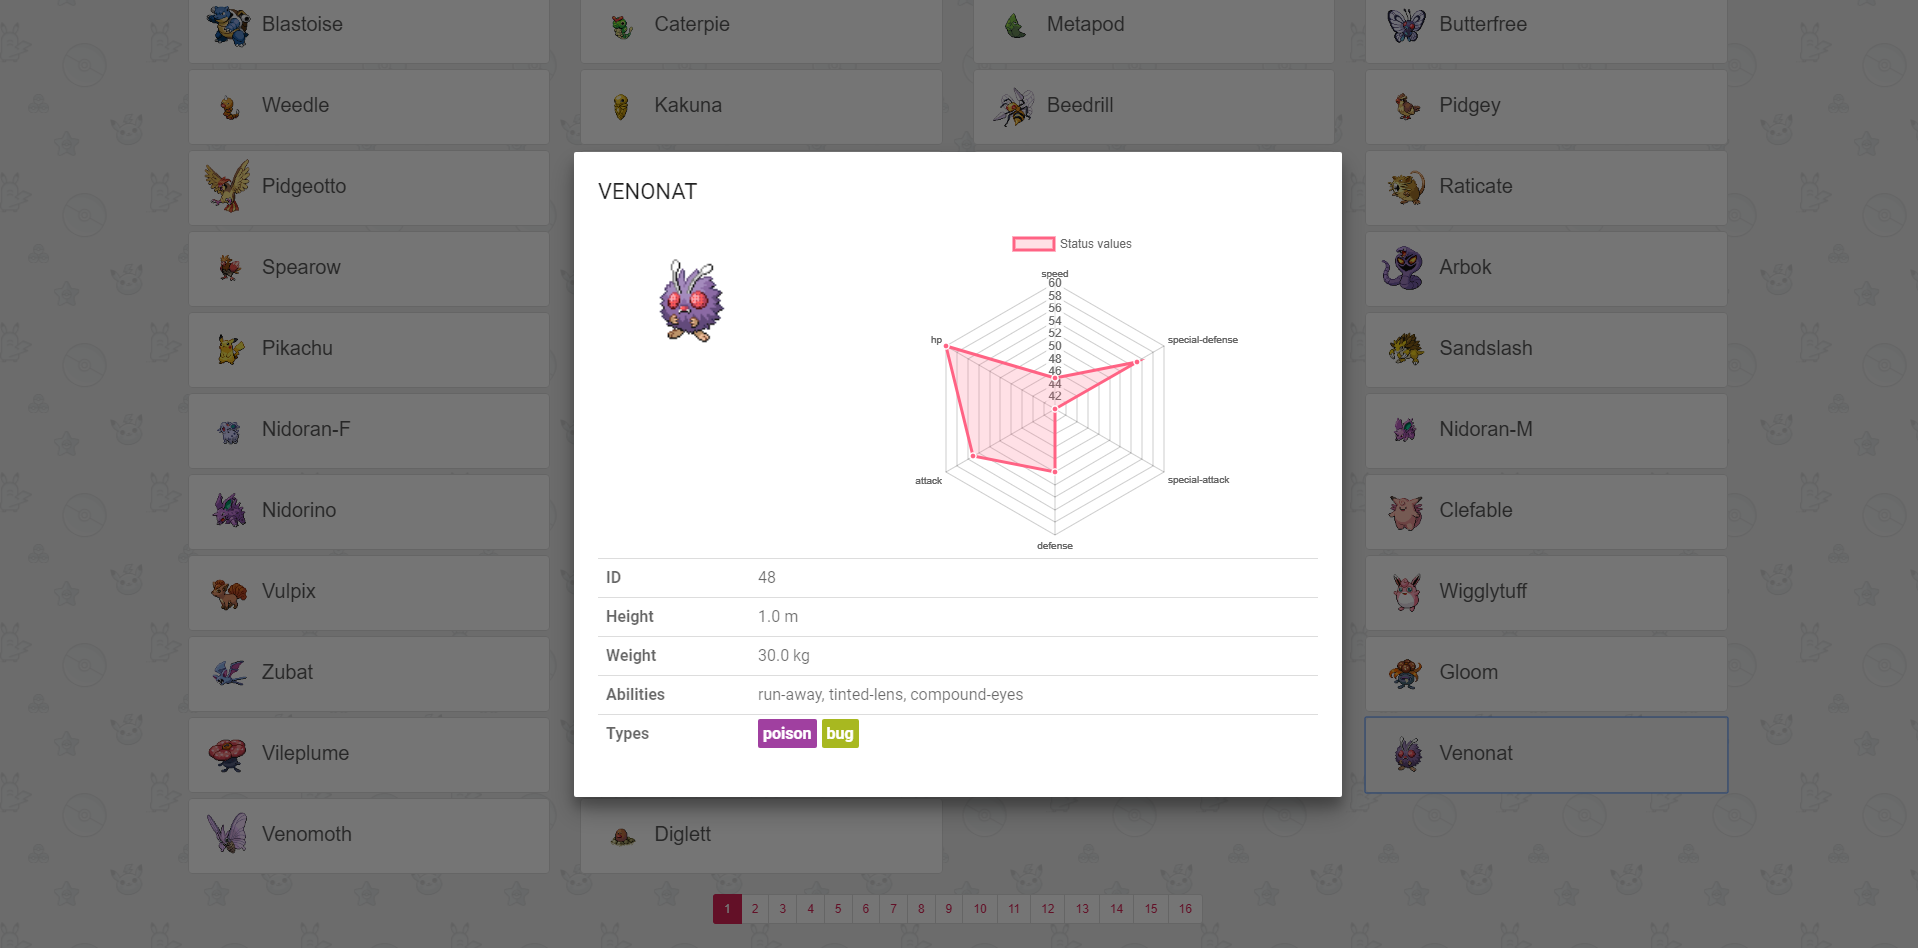 Blastoise
Caterpie
Metapod
Butterfree
Weedle
Kakuna
Beedrill
Pidgey
Pidgeotto
Raticate
Spearow
Arbok
Pikachu
Sandslash
Nidoran-F
Nidoran-M
Nidorino
Clefable
Vulpix
Wigglytuff
Zubat
Gloom
Vileplume
Venonat
Venomoth
Diglett
VENONAT
Status values
speed
60
58
56
54
52
50
48
46
44
42
hp
special-defense
attack
special-attack
defense
ID 48
Height 1.0 m
Weight 30.0 kg
Abilities run-away, tinted-lens, compound-eyes
Types poison bug
1 2 3 4 5 6 7 8 9 10 11 12 13 14 15 16